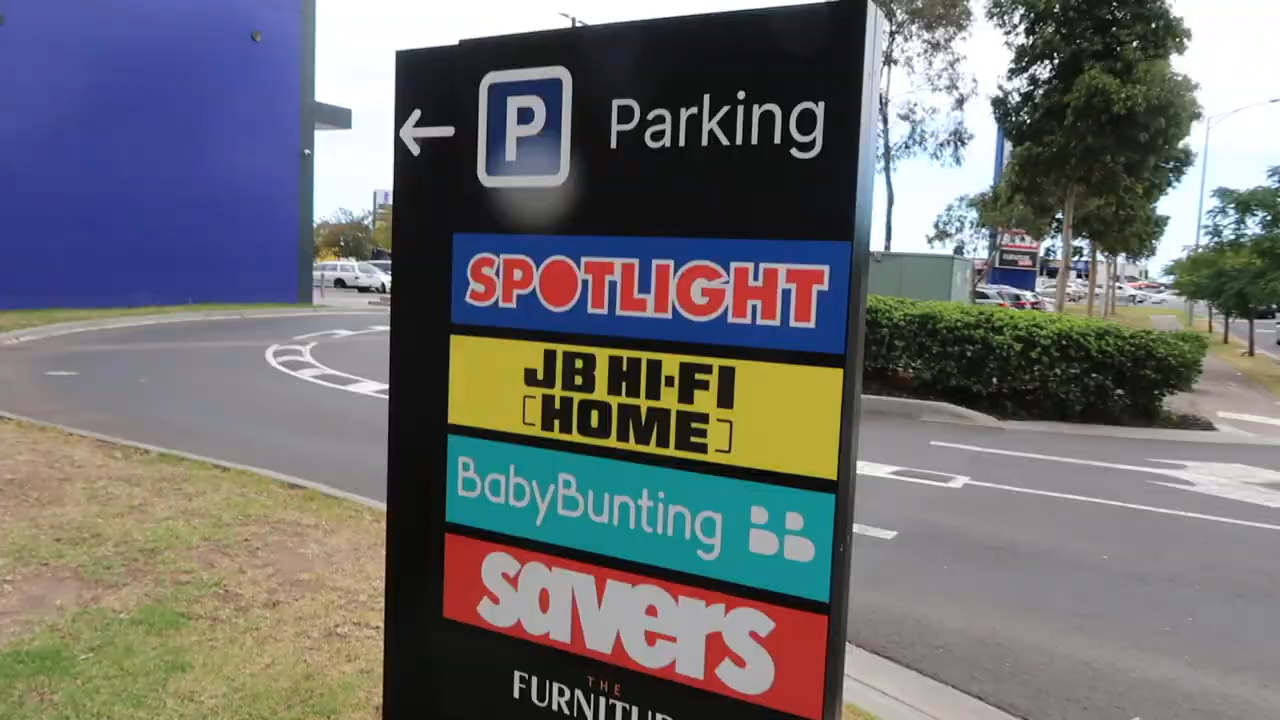 P Parking
SPOTLIGHT
JB HI-FI
[HOME]
BabyBunting
savers
THE